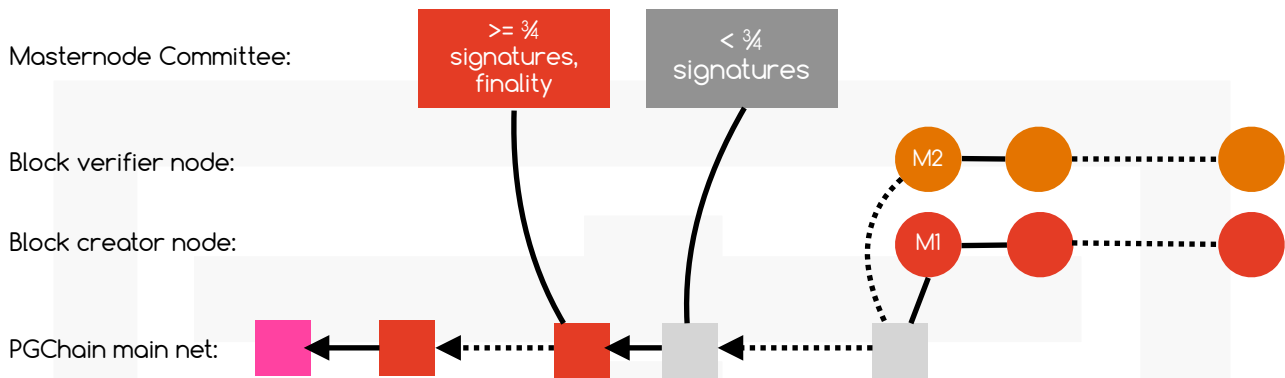 Masternode Committee:
>= ¾
signatures,
finality
< ¾
signatures
Block verifier node:
M2
Block creator node:
M1
PGChain main net: